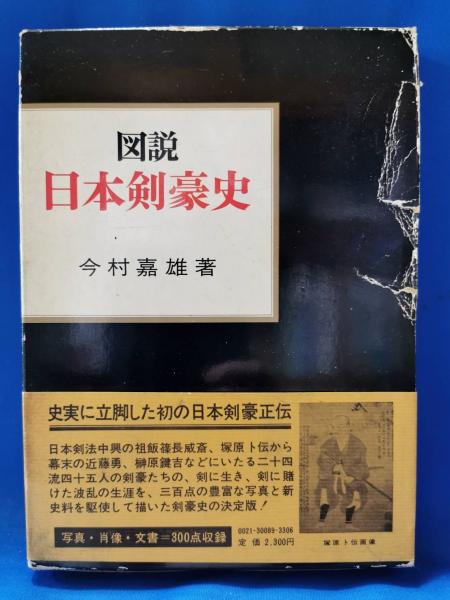 図説
日本剣豪史
今村嘉雄著
史実に立脚した初の日本剣豪正伝
日本剣法中興の祖飯篠長威斎、塚原卜伝から
幕末の近藤勇、榊原鍵吉などにいたる二十四
流四十五人の剣豪たちの、剣に生き、剣に賭
けた波乱の生涯を、三百点の豊富な写真と新
史料を駆使して描いた剣豪史の決定版!
写真・肖像・文書=300点収録
0021-30089-3306
定価2,300円
塚原卜伝画像